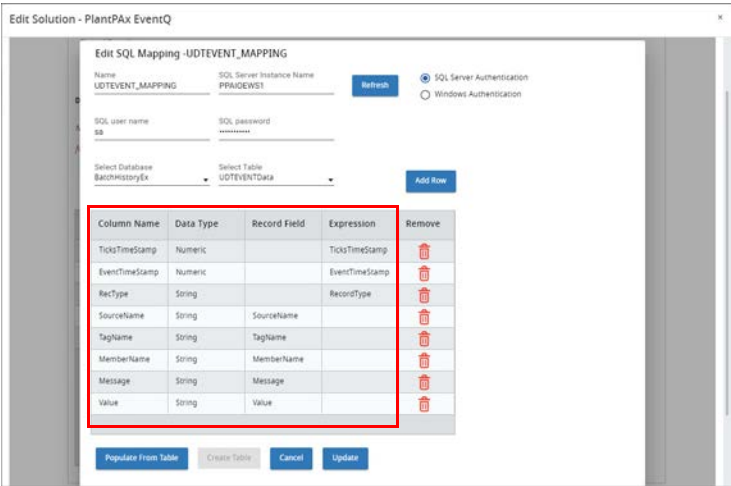 Edit Solution - PlantPAx EventQ
×
Edit SQL Mapping -UDTEVENT_MAPPING
Name SQL Server Instance Name
UDTEVENT_MAPPING PPAIOEWS1 Refresh
SQL Server Authentication
Windows Authentication
SQL user name SQL password
sa ***********
Select Database Select Table
BatchHistoryEx UDTEVENTData Add Row
Column Name Data Type Record Field Expression Remove
TicksTimeStamp Numeric TicksTimeStamp
EventTimeStamp Numeric EventTimeStamp
RecType String RecordType
SourceName String SourceName
TagName String TagName
MemberName String MemberName
Message String Message
Value String Value
Populate From Table Create Table Cancel Update